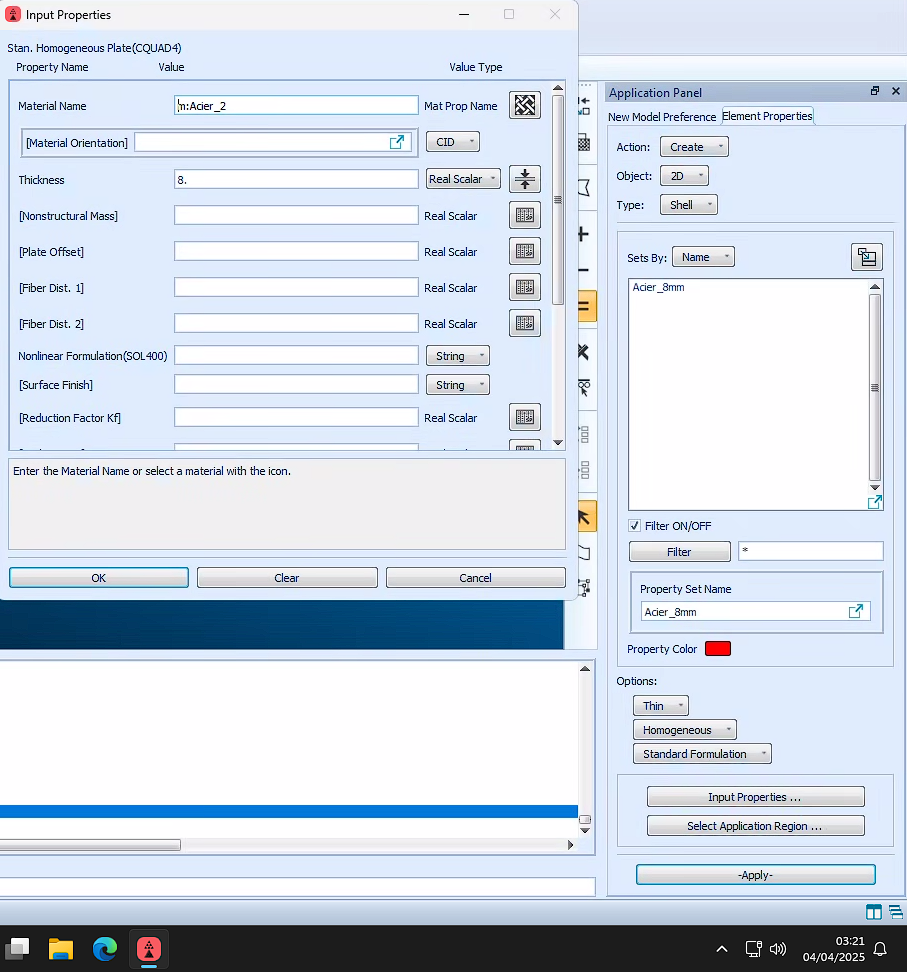 Input Properties
Stan. Homogeneous Plate(CQUAD4)
Property Name Value Value Type
Material Name m:Acier_2 Mat Prop Name
[Material Orientation] CID
Thickness 8. Real Scalar
[Nonstructural Mass] Real Scalar
[Plate Offset] Real Scalar
[Fiber Dist. 1] Real Scalar
[Fiber Dist. 2] Real Scalar
Nonlinear Formulation(SOL400) String
[Surface Finish] String
[Reduction Factor Kf] Real Scalar
Enter the Material Name or select a material with the icon.
OK Clear Cancel
Application Panel
New Model Preference Element Properties
Action: Create
Object: 2D
Type: Shell
Sets By: Name
Acier_8mm
Filter ON/OFF
Filter *
Property Set Name
Acier_8mm
Property Color
Options:
Thin
Homogeneous
Standard Formulation
Input Properties ...
Select Application Region ...
-Apply-
03:21
04/04/2025